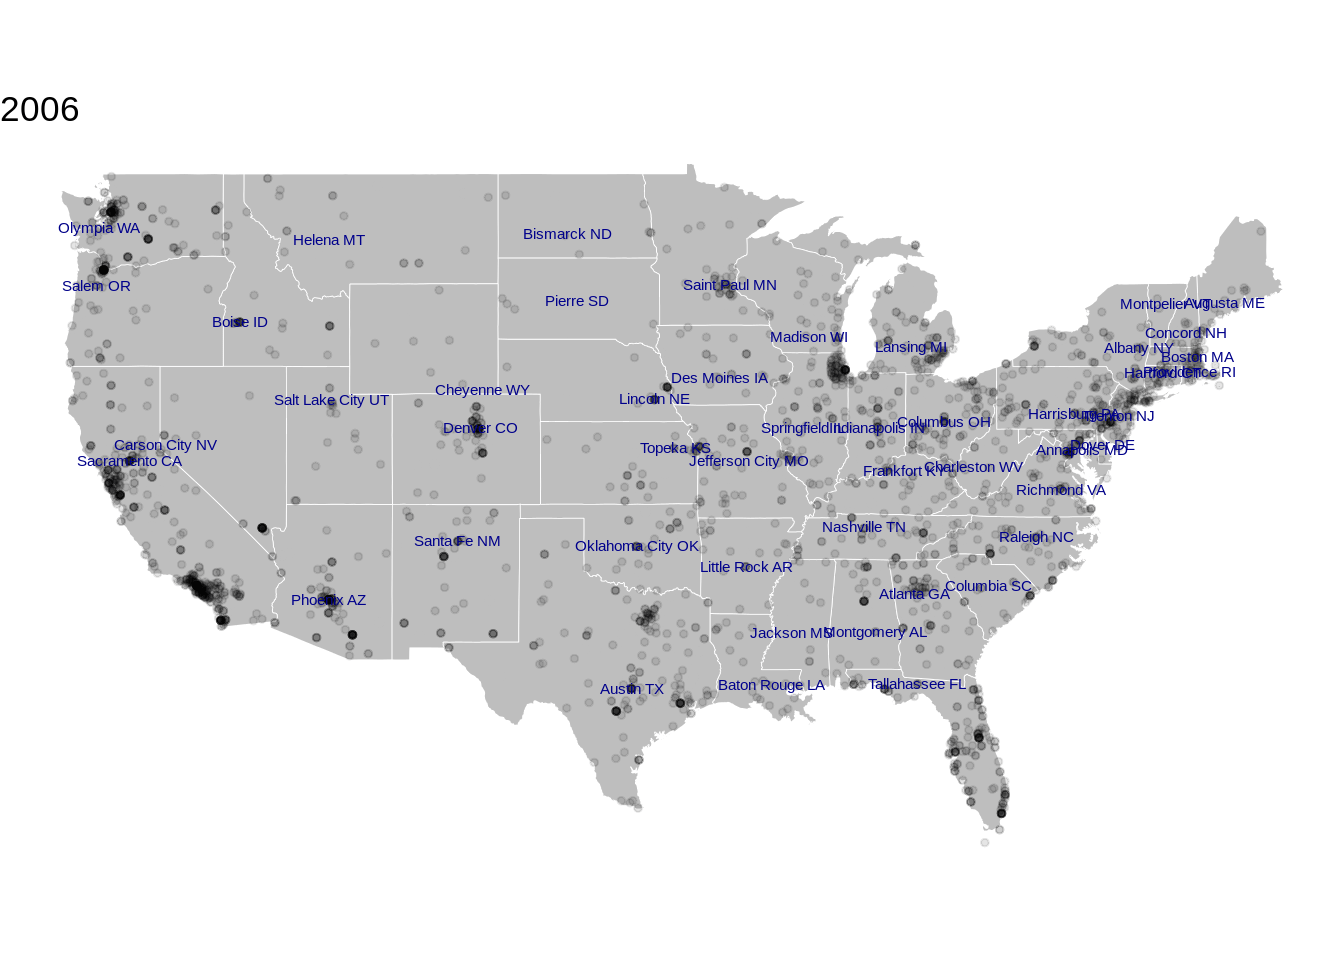 2006
Olympia WA
Helena MT
Bismarck ND
Salem OR
Saint Paul MN
Pierre SD
Montpelier VT
Augusta ME
Boise ID
Madison WI
Concord NH
Lansing MI
Albany NY
Boston MA
Hartford CT
Providence RI
Des Moines IA
Cheyenne WY
Salt Lake City UT
Lincoln NE
Harrisburg PA
Trenton NJ
Columbus OH
Denver CO
Springfield IL
Indianapolis IN
Carson City NV
Dover DE
Topeka KS
Annapolis MD
Sacramento CA
Jefferson City MO
Frankfort KY
Charleston WV
Richmond VA
Nashville TN
Raleigh NC
Santa Fe NM
Oklahoma City OK
Little Rock AR
Columbia SC
Atlanta GA
Phoenix AZ
Jackson MS
Montgomery AL
Tallahassee FL
Baton Rouge LA
Austin TX